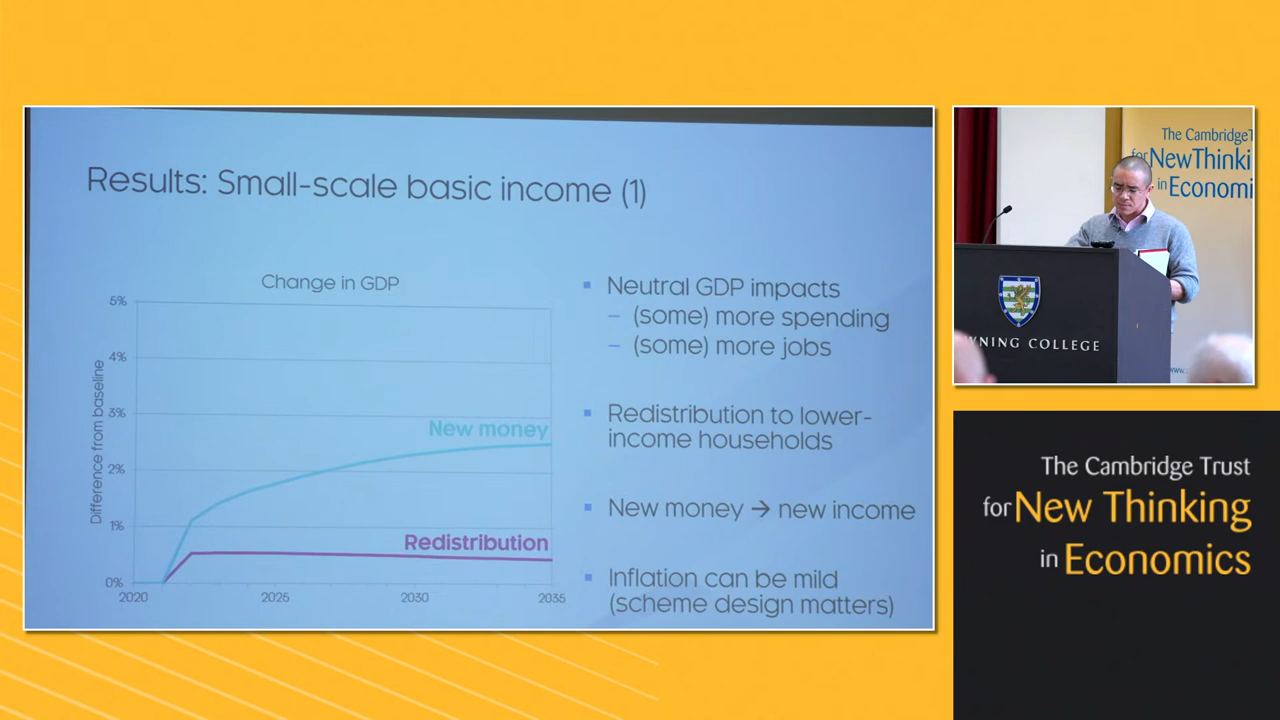 Results: Small-scale basic income (1)
Change in GDP
Difference from baseline
5%
4%
3%
2%
1%
0%
2020
2025
2030
2035
New money
Redistribution
Neutral GDP impacts
(some) more spending
(some) more jobs
Redistribution to lower-
income households
New money → new income
Inflation can be mild
(scheme design matters)
The CambridgeT
for NewThinki
in Economi
WNING COLLEGE
www.
The Cambridge Trust
for New Thinking
in Economics